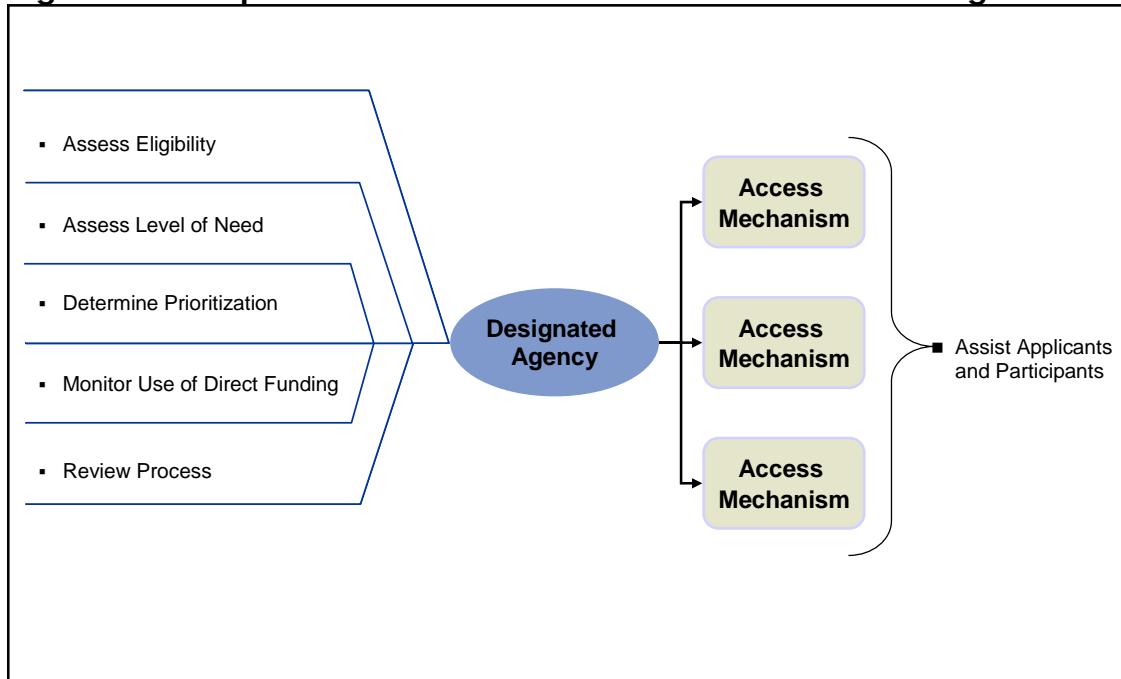 ▪ Assess Eligibility
▪ Assess Level of Need
▪ Determine Prioritization
▪ Monitor Use of Direct Funding
▪ Review Process
Designated
Agency
Access
Mechanism
Access
Mechanism
Access
Mechanism
■ Assist Applicants
and Participants